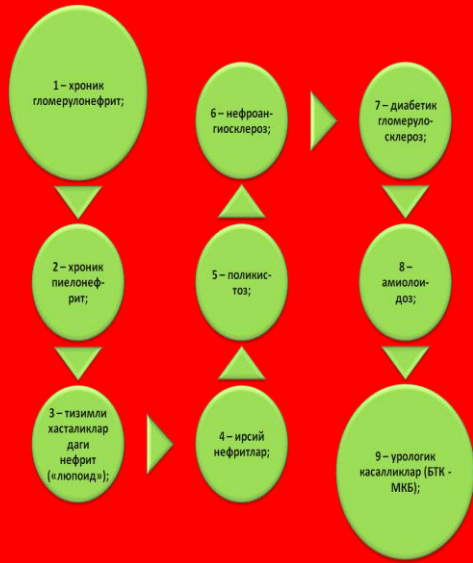 1 – хроник
гломерулонефрит;
2 – хроник
пиелонеф-
рит;
3 – тизимли
хасталиклар
даги
нефрит
(«люпоид»);
4 – ирсий
нефритлар;
5 – поликис-
тоз;
6 – нефроан-
гиосклероз;
7 – диабетик
гломеруло-
склероз;
8 –
амиолои-
доз;
9 – урологик
касалликлар (БТК -
МКБ);